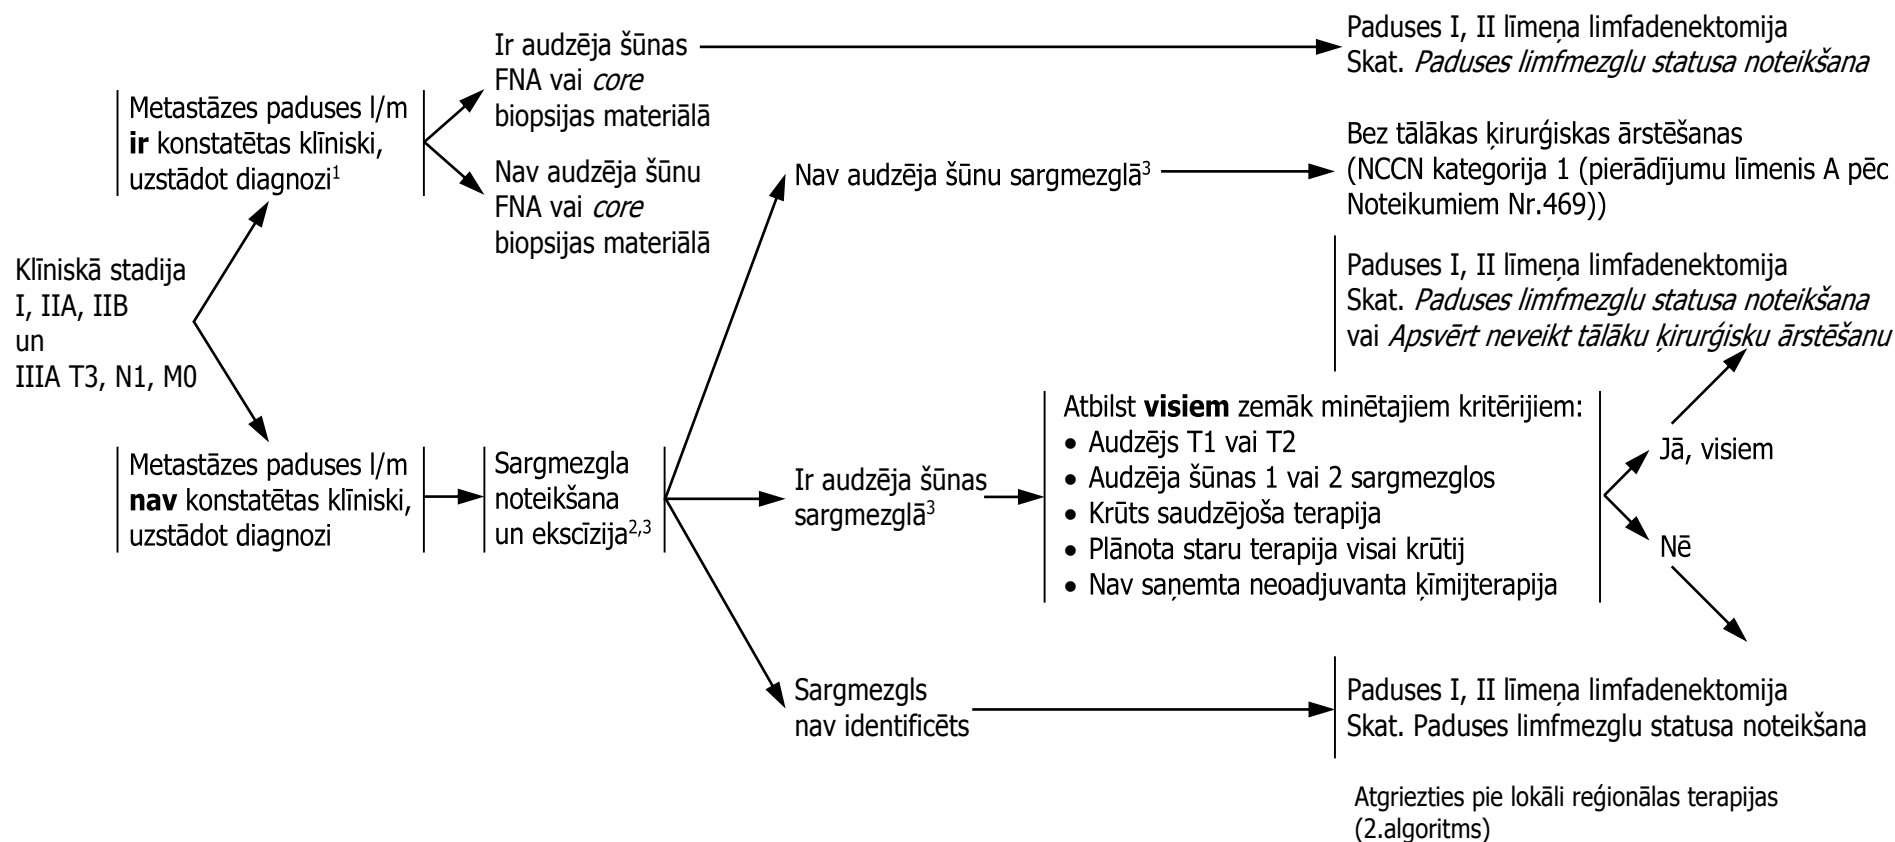 Klīniskā stadija
I, IIA, IIB
un
IIIA T3, N1, M0
Metastāzes paduses l/m
ir konstatētas klīniski,
uzstādot diagnozi1
Ir audzēja šūnas
FNA vai core
biopsijas materiālā
Nav audzēja šūnu
FNA vai core
biopsijas materiālā
Paduses I, II līmeņa limfadenektomija
Skat. Paduses limfmezglu statusa noteikšana
Metastāzes paduses l/m
nav konstatētas klīniski,
uzstādot diagnozi
Sargmezgla
noteikšana
un ekscīzija2,3
Nav audzēja šūnu sargmezglā3
Bez tālākas ķirurģiskas ārstēšanas
(NCCN kategorija 1 (pierādījumu līmenis A pēc
Noteikumiem Nr.469))
Ir audzēja šūnas
sargmezglā3
Atbilst visiem zemāk minētajiem kritērijiem:
• Audzējs T1 vai T2
• Audzēja šūnas 1 vai 2 sargmezglos
• Krūts saudzējoša terapija
• Plānota staru terapija visai krūtij
• Nav saņemta neoadjuvanta ķīmijterapija
Jā, visiem
Paduses I, II līmeņa limfadenektomija
Skat. Paduses limfmezglu statusa noteikšana
vai Apsvērt neveikt tālāku ķirurģisku ārstēšanu
Nē
Sargmezgls
nav identificēts
Paduses I, II līmeņa limfadenektomija
Skat. Paduses limfmezglu statusa noteikšana
Atgriezties pie lokāli reģionālas terapijas
(2.algoritms)